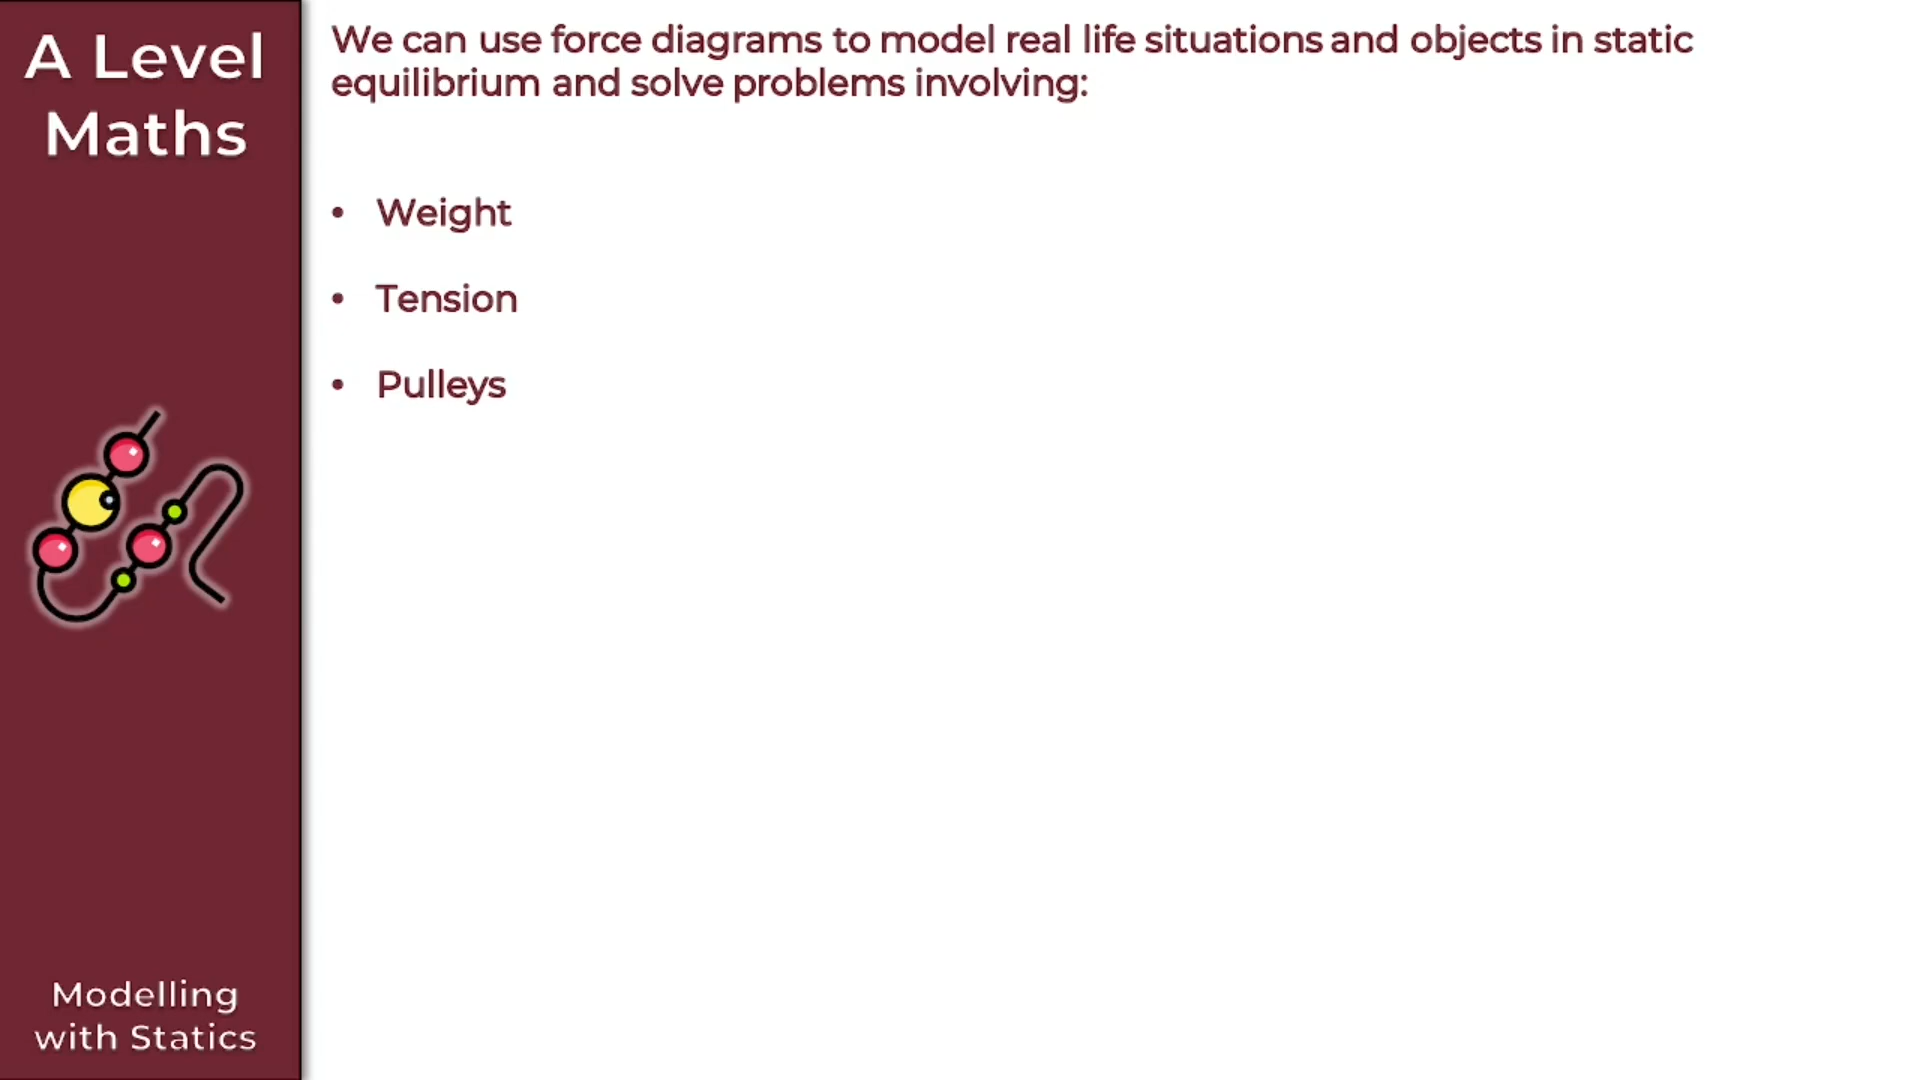 A Level
Maths
We can use force diagrams to model real life situations and objects in static
equilibrium and solve problems involving:
• Weight
• Tension
• Pulleys
Modelling
with Statics